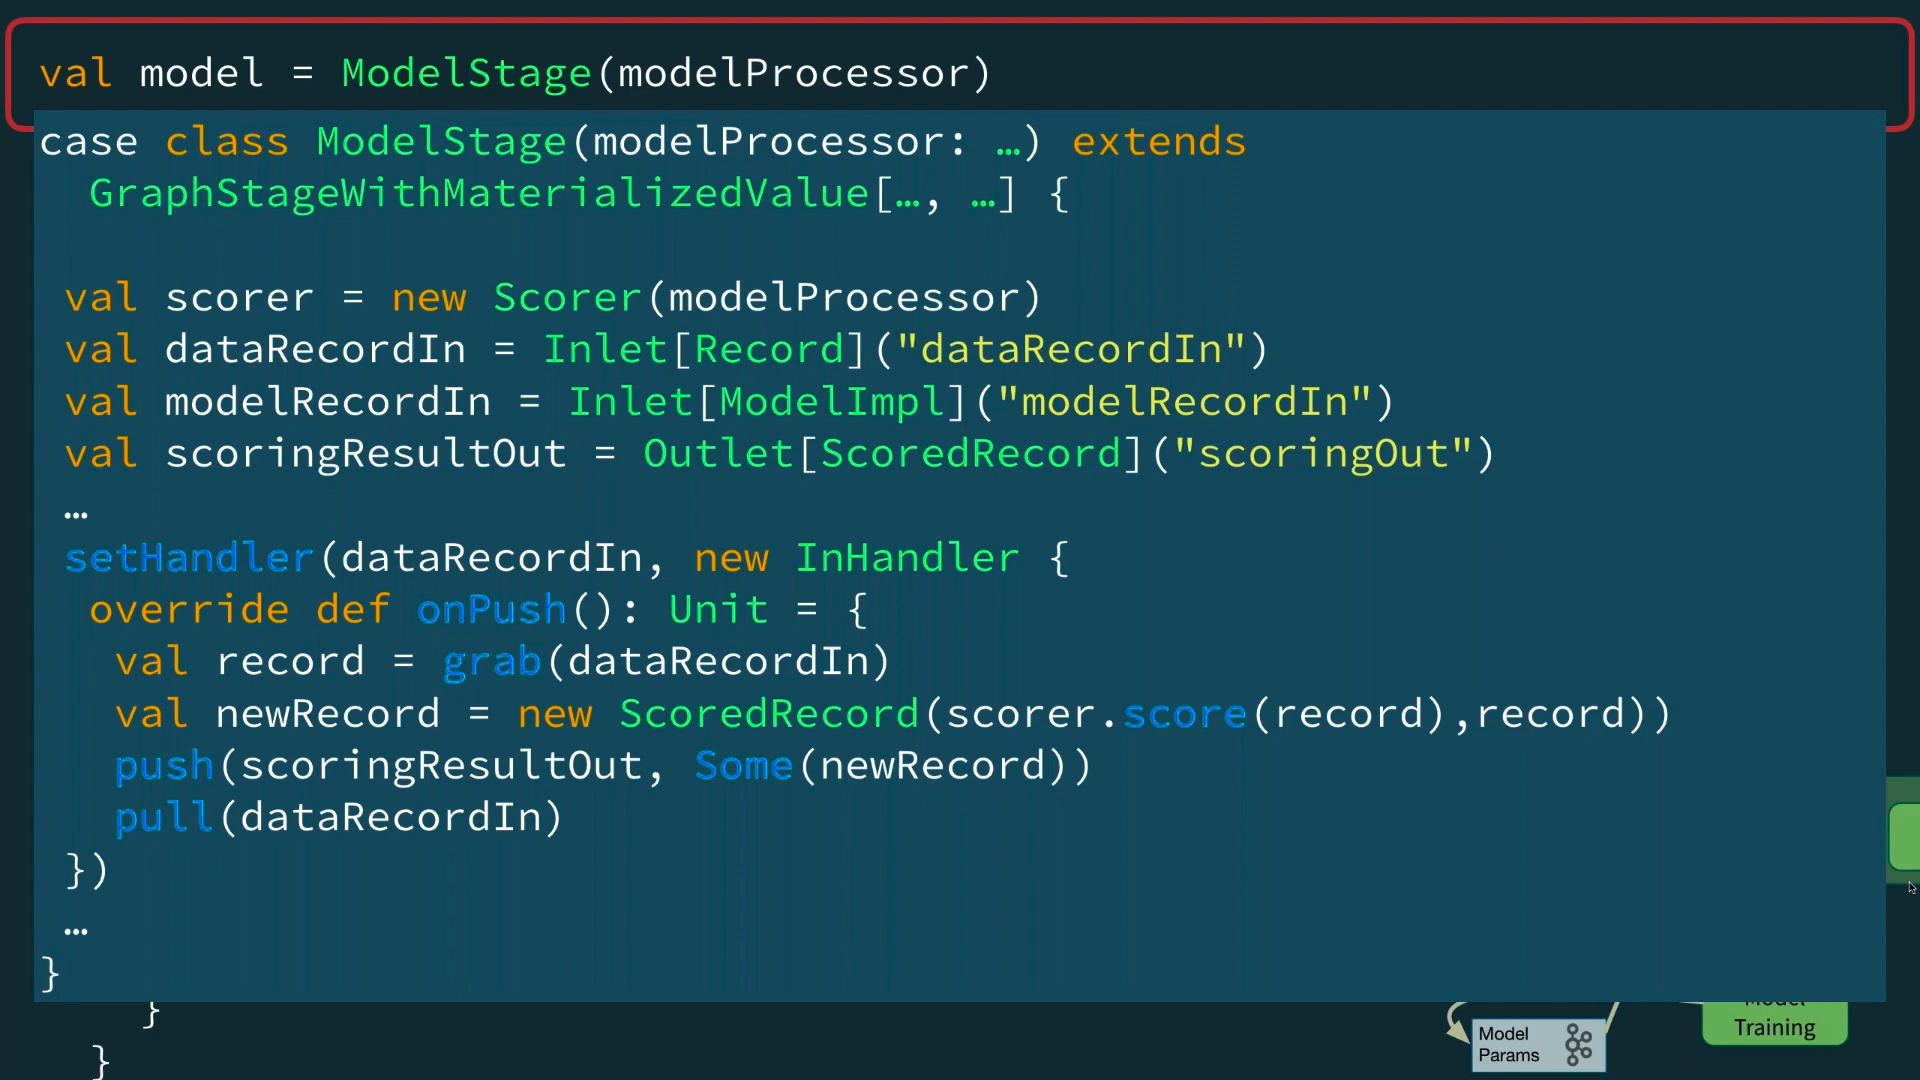 val model = ModelStage(modelProcessor)
case class ModelStage(modelProcessor: …) extends
GraphStageWithMaterializedValue[…, …] {
val scorer = new Scorer(modelProcessor)
val dataRecordIn = Inlet[Record]("dataRecordIn")
val modelRecordIn = Inlet[ModelImpl]("modelRecordIn")
val scoringResultOut = Outlet[ScoredRecord]("scoringOut")
…
setHandler(dataRecordIn, new InHandler {
override def onPush(): Unit = {
val record = grab(dataRecordIn)
val newRecord = new ScoredRecord(scorer.score(record),record))
push(scoringResultOut, Some(newRecord))
pull(dataRecordIn)
})
…
}
}
}
Model
Params
Model
Training